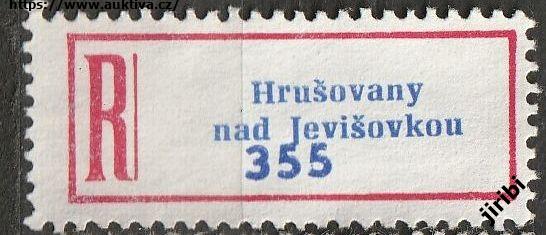 https://www.auktiva.cz/
R
Hrušovany
nad Jevišovkou
355
jiribi